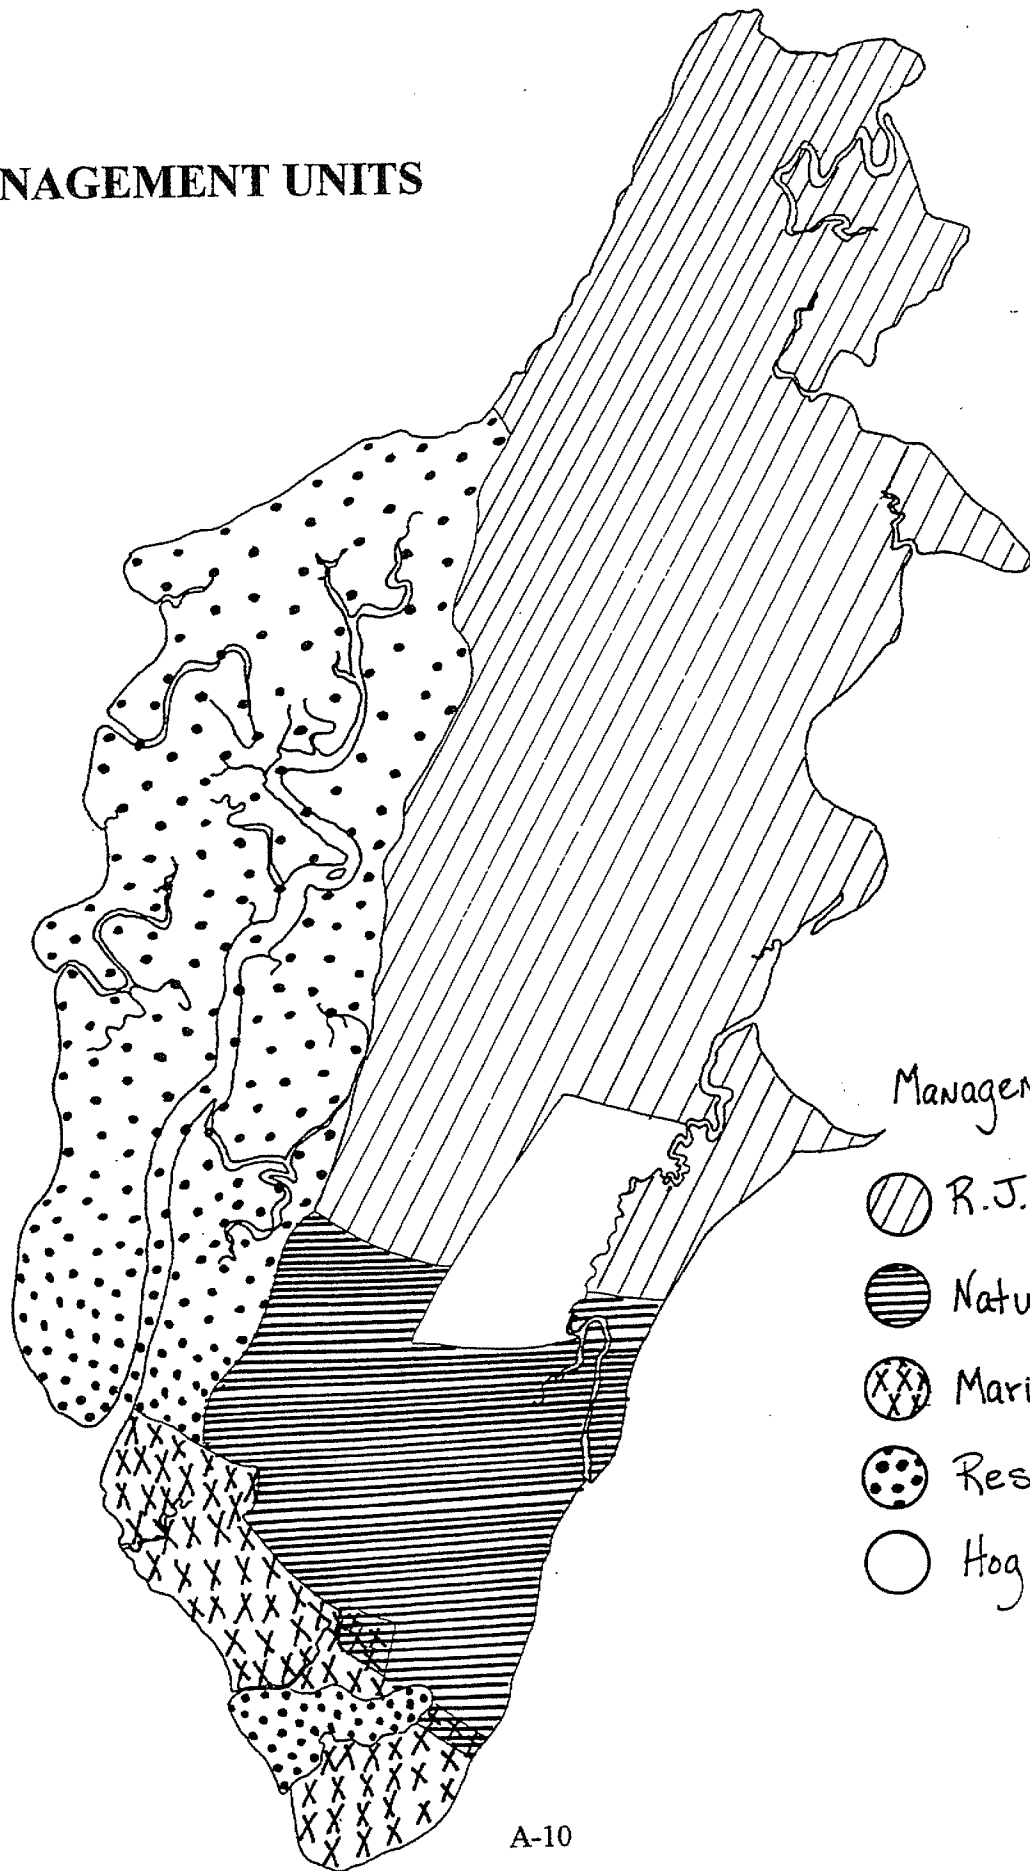 NAGEMENT UNITS
Managem
R.J.
Natu
Mari
Res
Hog
A-10